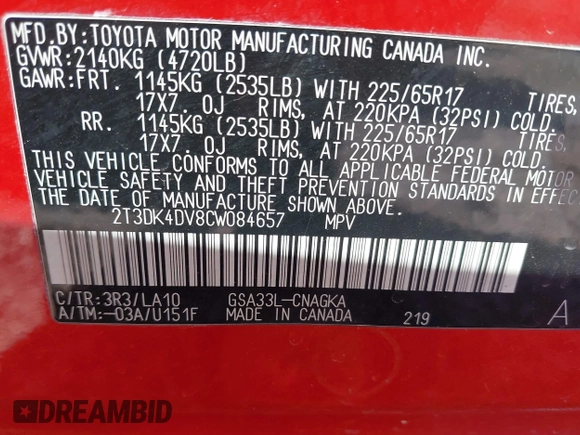 MFD.BY:TOYOTA MOTOR MANUFACTURING CANADA INC.
GVWR:2140KG (4720LB)
GAWR:FRT. 1145KG (2535LB) WITH 225/65R17 TIRES,
17X7.0J RIMS, AT 220KPA (32PSI) COLD.
RR. 1145KG (2535LB) WITH 225/65R17 TIRES,
17X7.0J RIMS, AT 220KPA (32PSI) COLD.
THIS VEHICLE CONFORMS TO ALL APPLICABLE FEDERAL MOTOR
VEHICLE SAFETY AND THEFT PREVENTION STANDARDS IN EFFEC
THE DATE OF MANUFACTURE SHOWN ABOVE.
2T3DK4DV8CW084657 MPV
C/TR:3R3/LA10 GSA33L-CNAGKA
A/TM:-03A/U151F MADE IN CANADA 219 A
DREAMBID